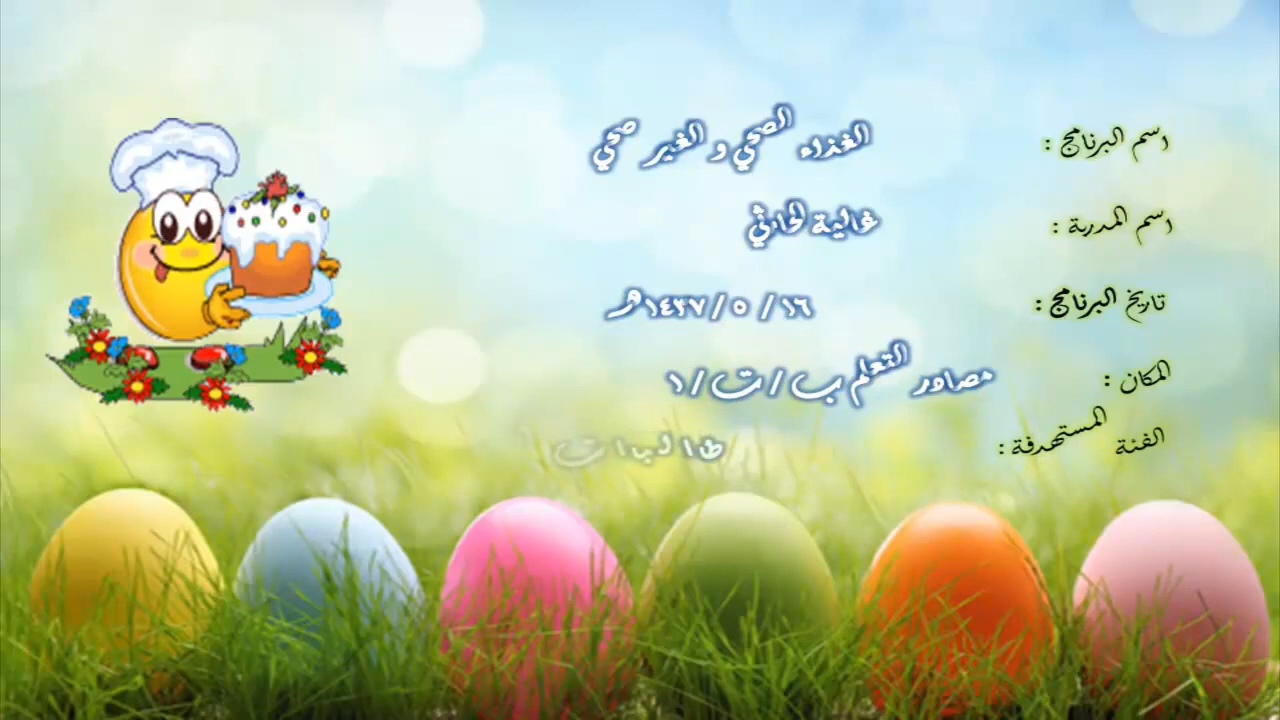 اسم البرنامج : الغذاء الصحي و الغير صحي
اسم المدربة : غالية الحارثي
تاريخ البرنامج : ١٦ / ٥ / ١٤٣٧هـ
المكان : مصادر التعلم ب / ت / ١
الفئة المستهدفة : طالبات